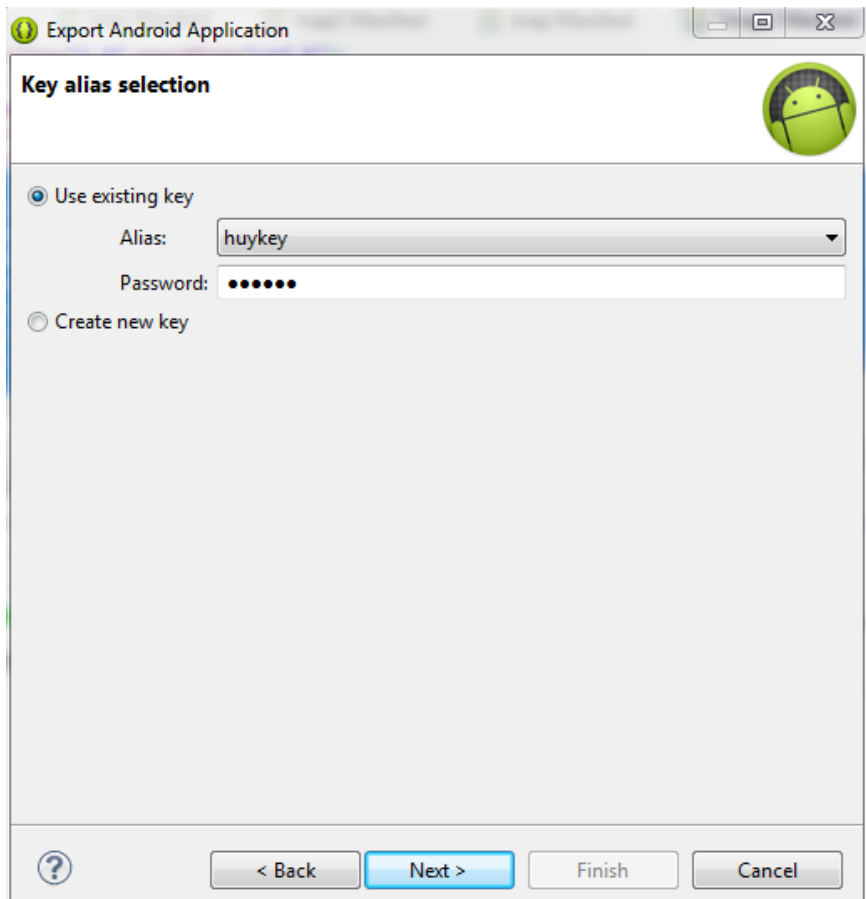 Export Android Application
Key alias selection
Use existing key
Alias: huykey
Password: ●●●●●●
Create new key
? < Back Next > Finish Cancel